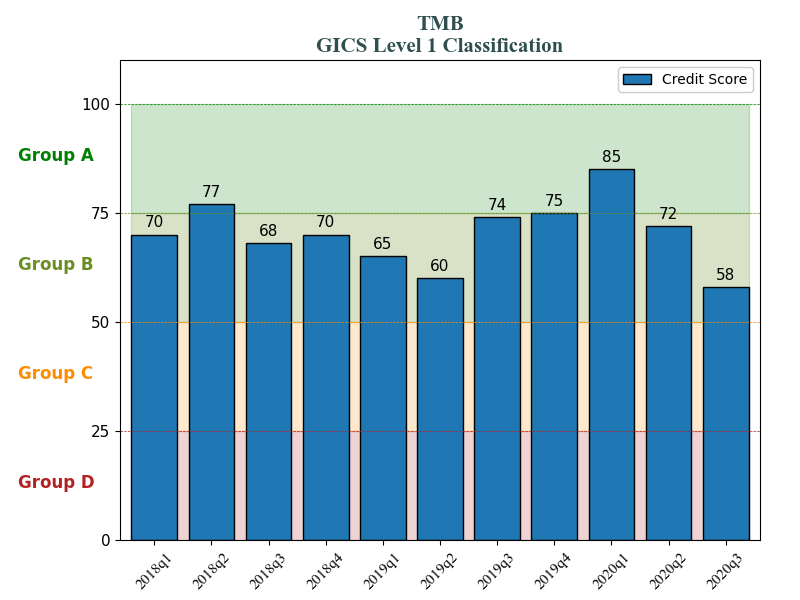 TMB
GICS Level 1 Classification
Credit Score
100
75
50
25
0
Group A
Group B
Group C
Group D
70
77
68
70
65
60
74
75
85
72
58
2018q1
2018q2
2018q3
2018q4
2019q1
2019q2
2019q3
2019q4
2020q1
2020q2
2020q3